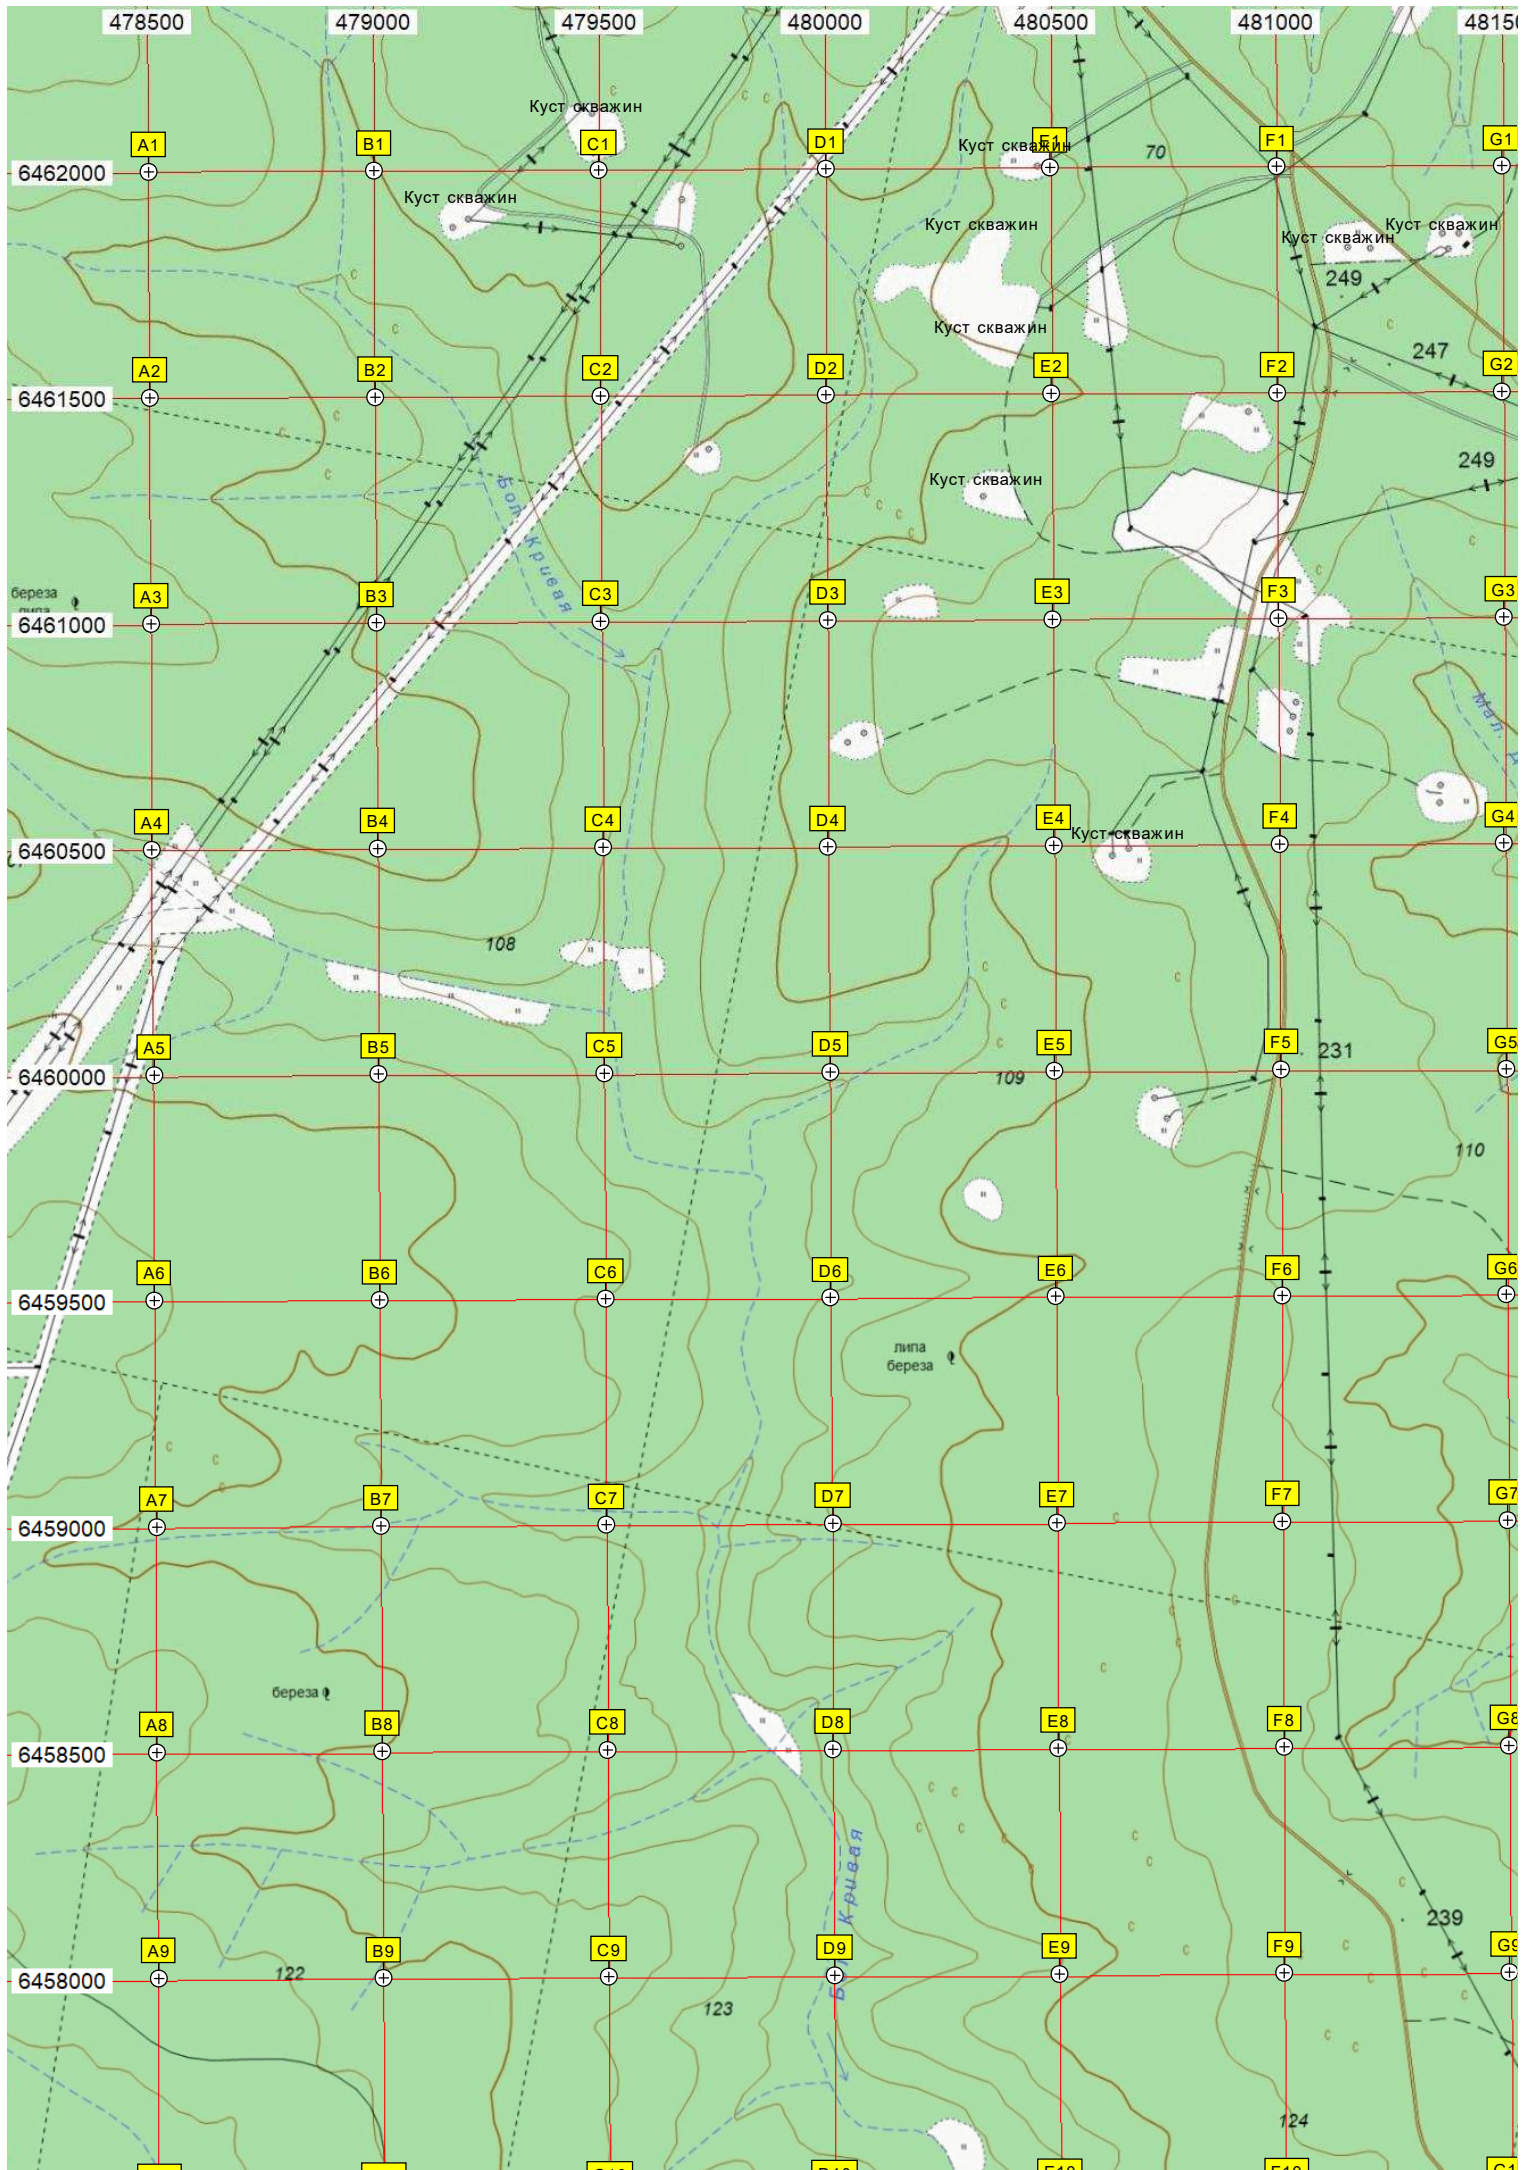 478500 479000 479500 480000 480500 481000
Куст скважин
A1 B1 C1 D1 E1 F1 G1
Куст скважин
70
6462000
Куст скважин
Куст скважин
Куст скважин
Куст скважин
249
Куст скважин
247
A2 B2 C2 D2 E2 F2 G2
6461500
249
Куст скважин
Бол. Кривая
береза
липа
A3 B3 C3 D3 E3 F3 G3
6461000
Мал.
A4 B4 C4 D4 E4 F4 G4
Куст скважин
6460500
108
A5 B5 C5 D5 E5 F5 G5
231
6460000
109
110
A6 B6 C6 D6 E6 F6 G6
6459500
липа
береза
A7 B7 C7 D7 E7 F7 G7
6459000
береза
A8 B8 C8 D8 E8 F8 G8
6458500
Бол. Кривая
239
A9 B9 C9 D9 E9 F9 G9
6458000
122
123
124